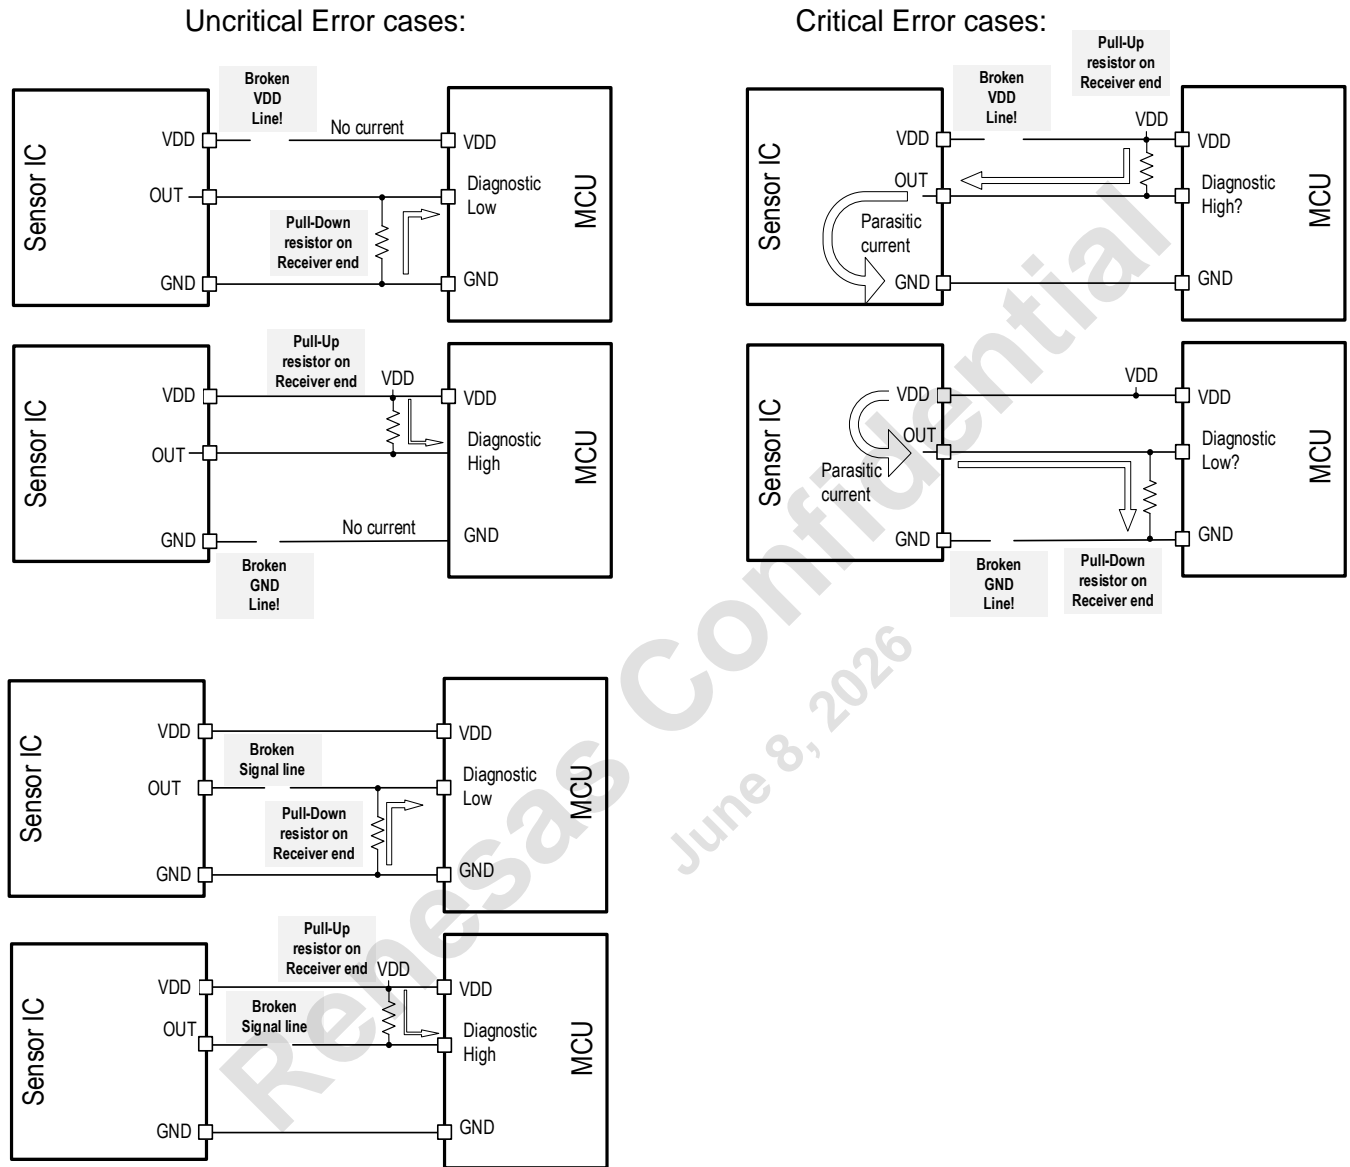 Uncritical Error cases:
Broken
VDD
Line!
Sensor IC
VDD
No current
VDD
OUT
Diagnostic
Low
MCU
Pull-Down
resistor on
Receiver end
GND
GND
Pull-Up
resistor on
Receiver end
VDD
Sensor IC
VDD
VDD
OUT
Diagnostic
High
MCU
GND
No current
GND
Broken
GND
Line!
Sensor IC
VDD
VDD
Broken
Signal line
OUT
Diagnostic
Low
MCU
Pull-Down
resistor on
Receiver end
GND
GND
Pull-Up
resistor on
Receiver end
VDD
Sensor IC
VDD
VDD
Broken
Signal line
OUT
Diagnostic
High
MCU
GND
GND
Critical Error cases:
Broken
VDD
Line!
Pull-Up
resistor on
Receiver end
VDD
Sensor IC
VDD
VDD
OUT
Diagnostic
High?
MCU
Parasitic
current
GND
GND
VDD
Sensor IC
VDD
VDD
OUT
Diagnostic
Low?
MCU
Parasitic
current
GND
GND
Broken
GND
Line!
Pull-Down
resistor on
Receiver end
Renesas Confidential
June 8, 2026